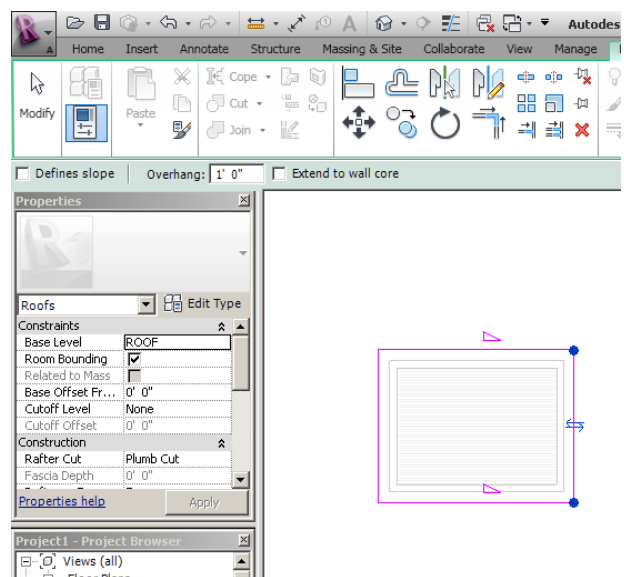 Autodes
Home Insert Annotate Structure Massing & Site Collaborate View Manage
Modify Paste Cope Cut Join
Defines slope Overhang: 1' 0" Extend to wall core
Properties
Roofs Edit Type
Constraints
Base Level ROOF
Room Bounding
Related to Mass
Base Offset Fr... 0' 0"
Cutoff Level None
Cutoff Offset 0' 0"
Construction
Rafter Cut Plumb Cut
Fascia Depth 0' 0"
Properties help Apply
Project1 - Project Browser
Views (all)
Floor Plans